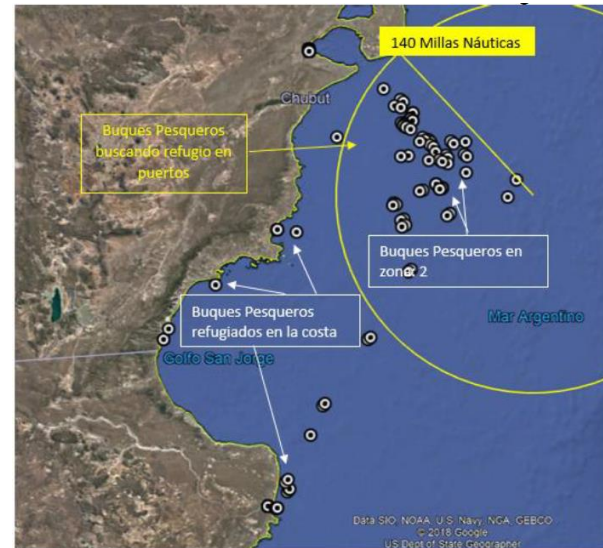 140 Millas Náuticas
Chubut
Buques Pesqueros
buscando refugio en
puertos
Buques Pesqueros en
zona 2
Buques Pesqueros
refugiados en la costa
Mar Argentino
Golfo San Jorge
Data SIO, NOAA, U.S. Navy, NGA, GEBCO
© 2018 Google
US Dept of State Geographer